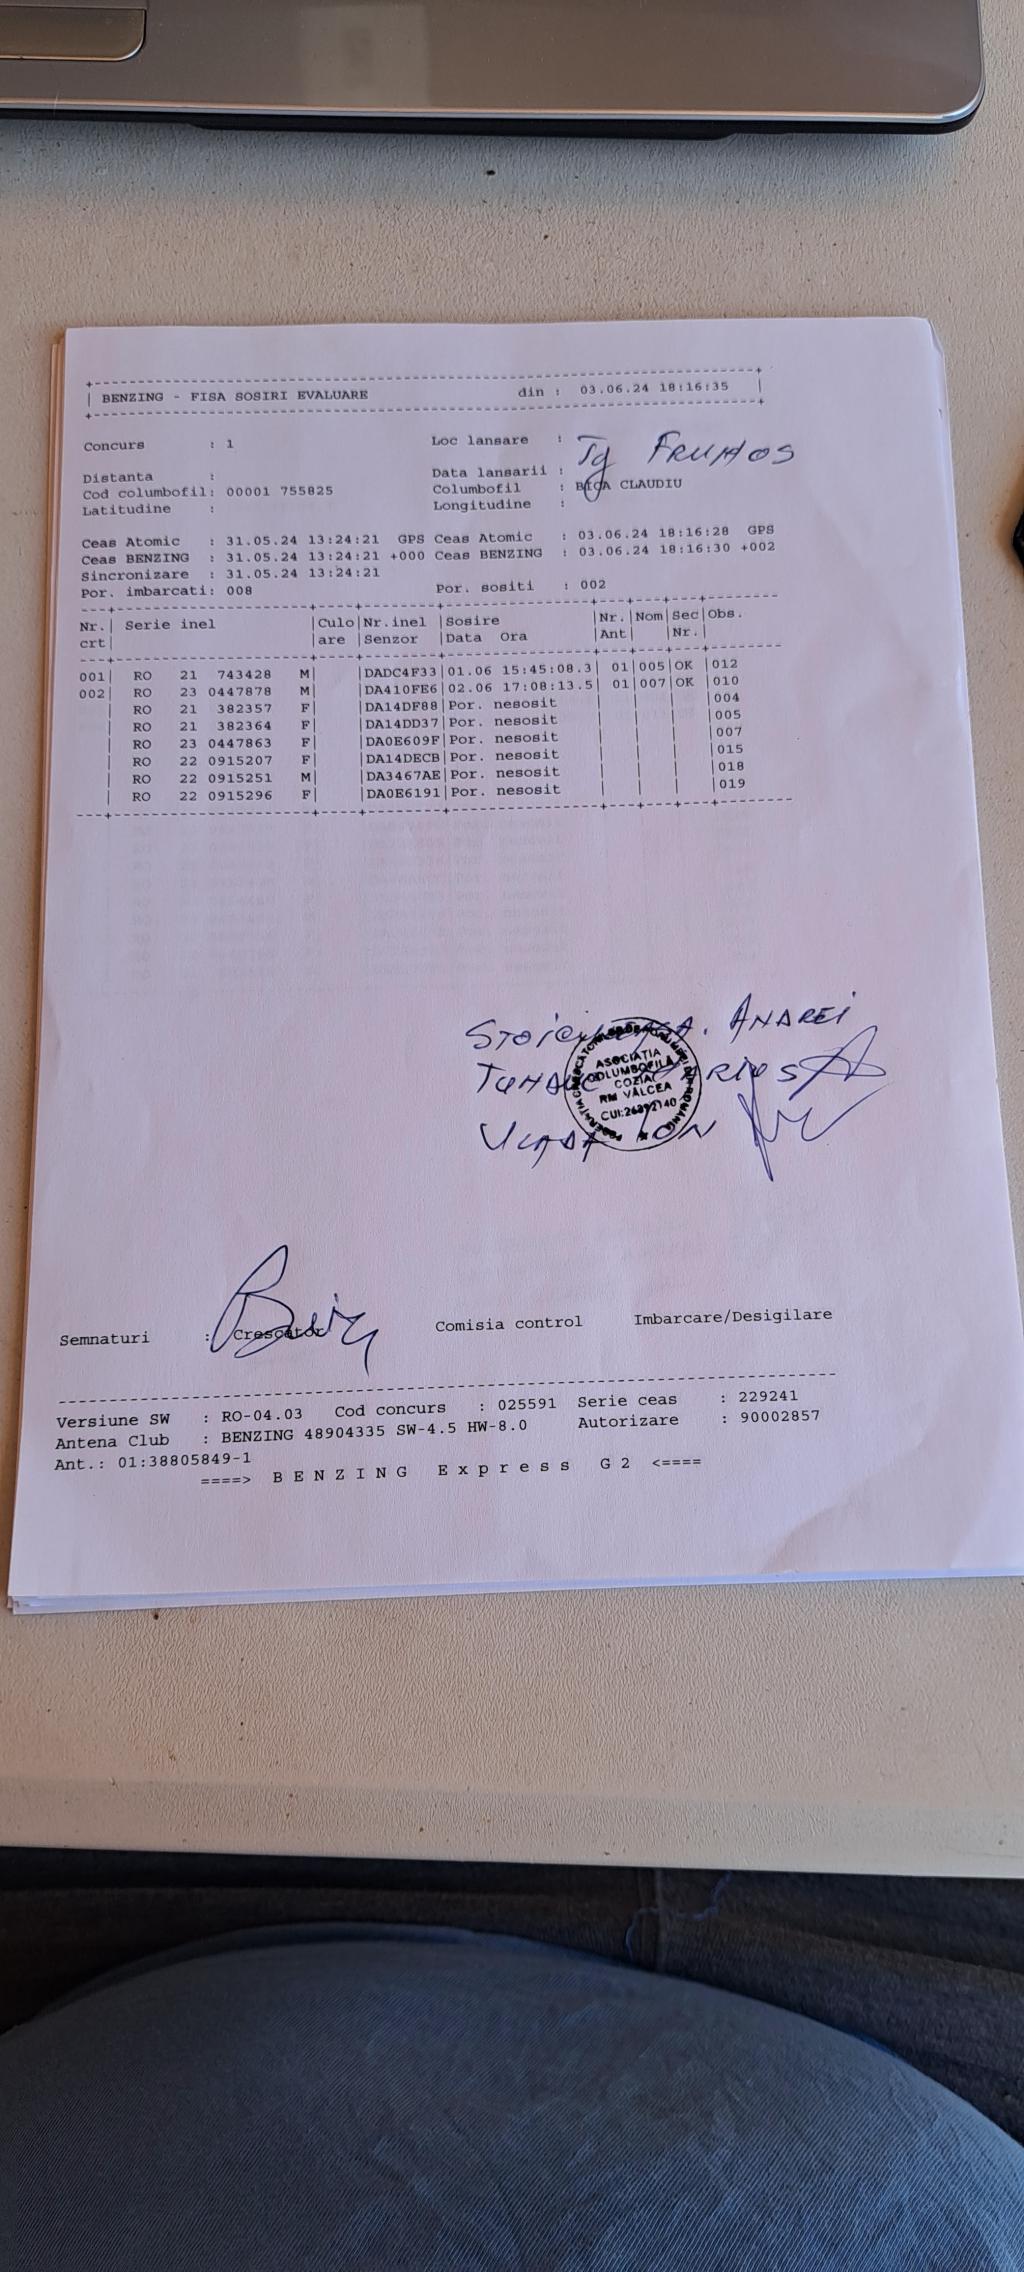 BENZING - FISA SOSIRI EVALUARE din : 03.06.24 18:16:35
Concurs : 1 Loc lansare : Tg FRUMOS
Distanta : Data lansarii :
Cod columbofil: 00001 755825 Columbofil : BICA CLAUDIU
Latitudine : Longitudine :
Ceas Atomic : 31.05.24 13:24:21 GPS Ceas Atomic : 03.06.24 18:16:28 GPS
Ceas BENZING : 31.05.24 13:24:21 +000 Ceas BENZING : 03.06.24 18:16:30 +002
Sincronizare : 31.05.24 13:24:21
Por. imbarcati: 008 Por. sositi : 002
Nr. | Serie inel |Culo|Nr.inel |Sosire |Nr. |Nom|Sec|Obs.
crt| |are |Senzor |Data Ora |Ant| |Nr.|
001| RO 21 743428 M| |DADC4F33|01.06 15:45:08.3| 01|005|OK |012
002| RO 23 0447878 M| |DA410FE6|02.06 17:08:13.5| 01|007|OK |010
| RO 21 382357 F| |DA14DF88|Por. nesosit | | | |004
| RO 21 382364 F| |DA14DD37|Por. nesosit | | | |005
| RO 23 0447863 F| |DA0E609F|Por. nesosit | | | |007
| RO 22 0915207 F| |DA14DECB|Por. nesosit | | | |015
| RO 22 0915251 M| |DA3467AE|Por. nesosit | | | |018
| RO 22 0915296 F| |DA0E6191|Por. nesosit | | | |019
ANDREI
VLADA ION
ASOCIAȚIA
COLUMBOFILĂ
COZIA
RM VÂLCEA
CUI:26892140
Semnaturi : Crescator Comisia control Imbarcare/Desigilare
Versiune SW : RO-04.03 Cod concurs : 025591 Serie ceas : 229241
Antena Club : BENZING 48904335 SW-4.5 HW-8.0 Autorizare : 90002857
Ant.: 01:38805849-1
====> B E N Z I N G E x p r e s s G 2 <====